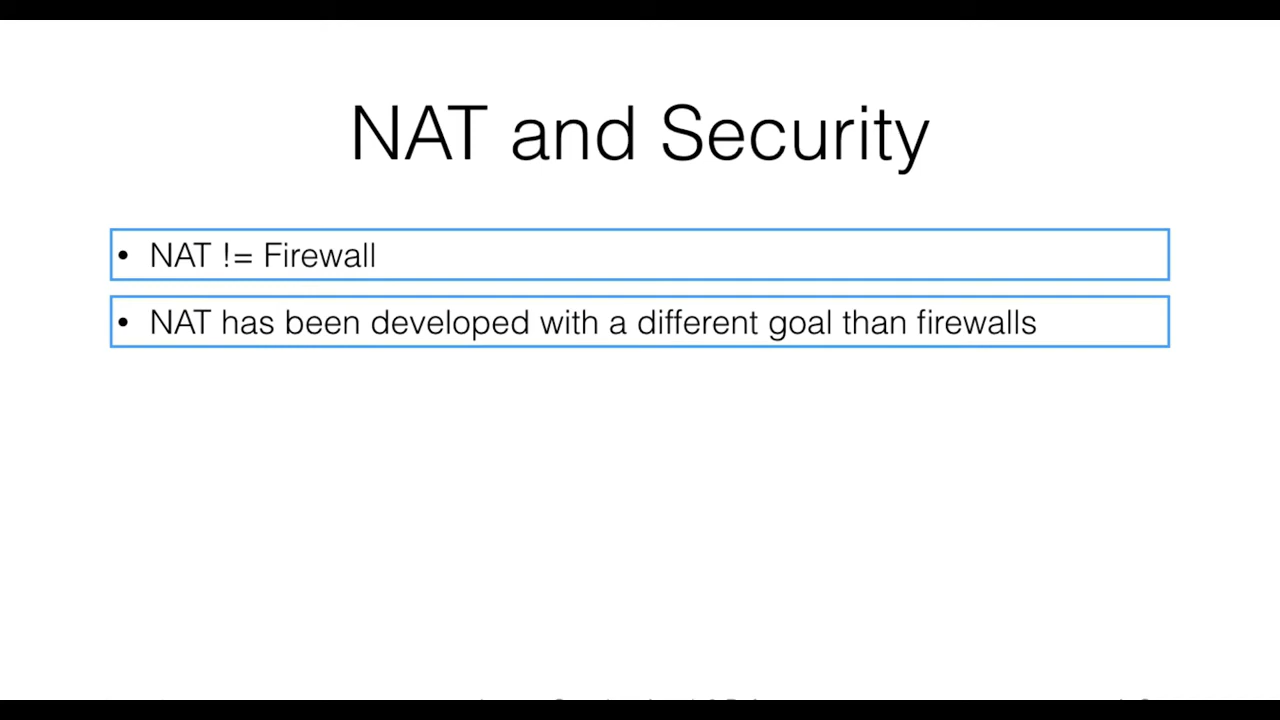 NAT and Security
• NAT != Firewall
• NAT has been developed with a different goal than firewalls